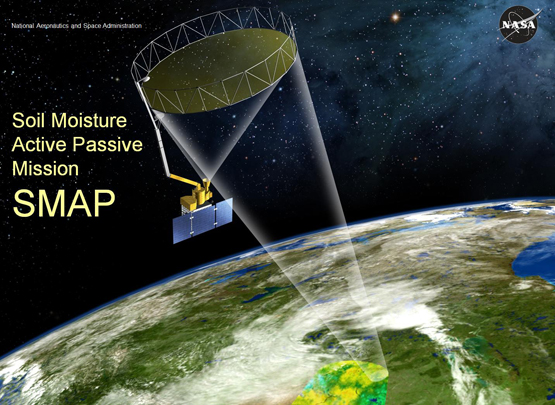 National Aeronautics and Space Administration
NASA
Soil Moisture
Active Passive
Mission
SMAP